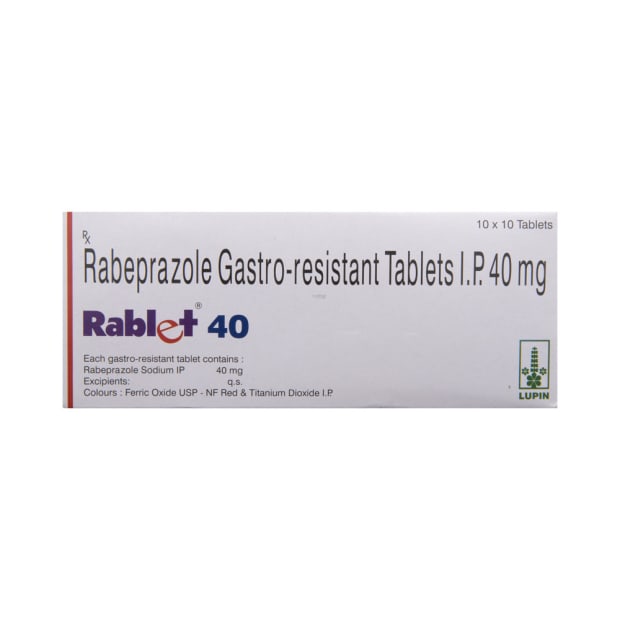 10 x 10 Tablets
Rx
Rabeprazole Gastro-resistant Tablets I.P. 40 mg
Rablet® 40
Each gastro-resistant tablet contains :
Rabeprazole Sodium IP 40 mg
Excipients: q.s.
Colours : Ferric Oxide USP - NF Red & Titanium Dioxide I.P.
LUPIN